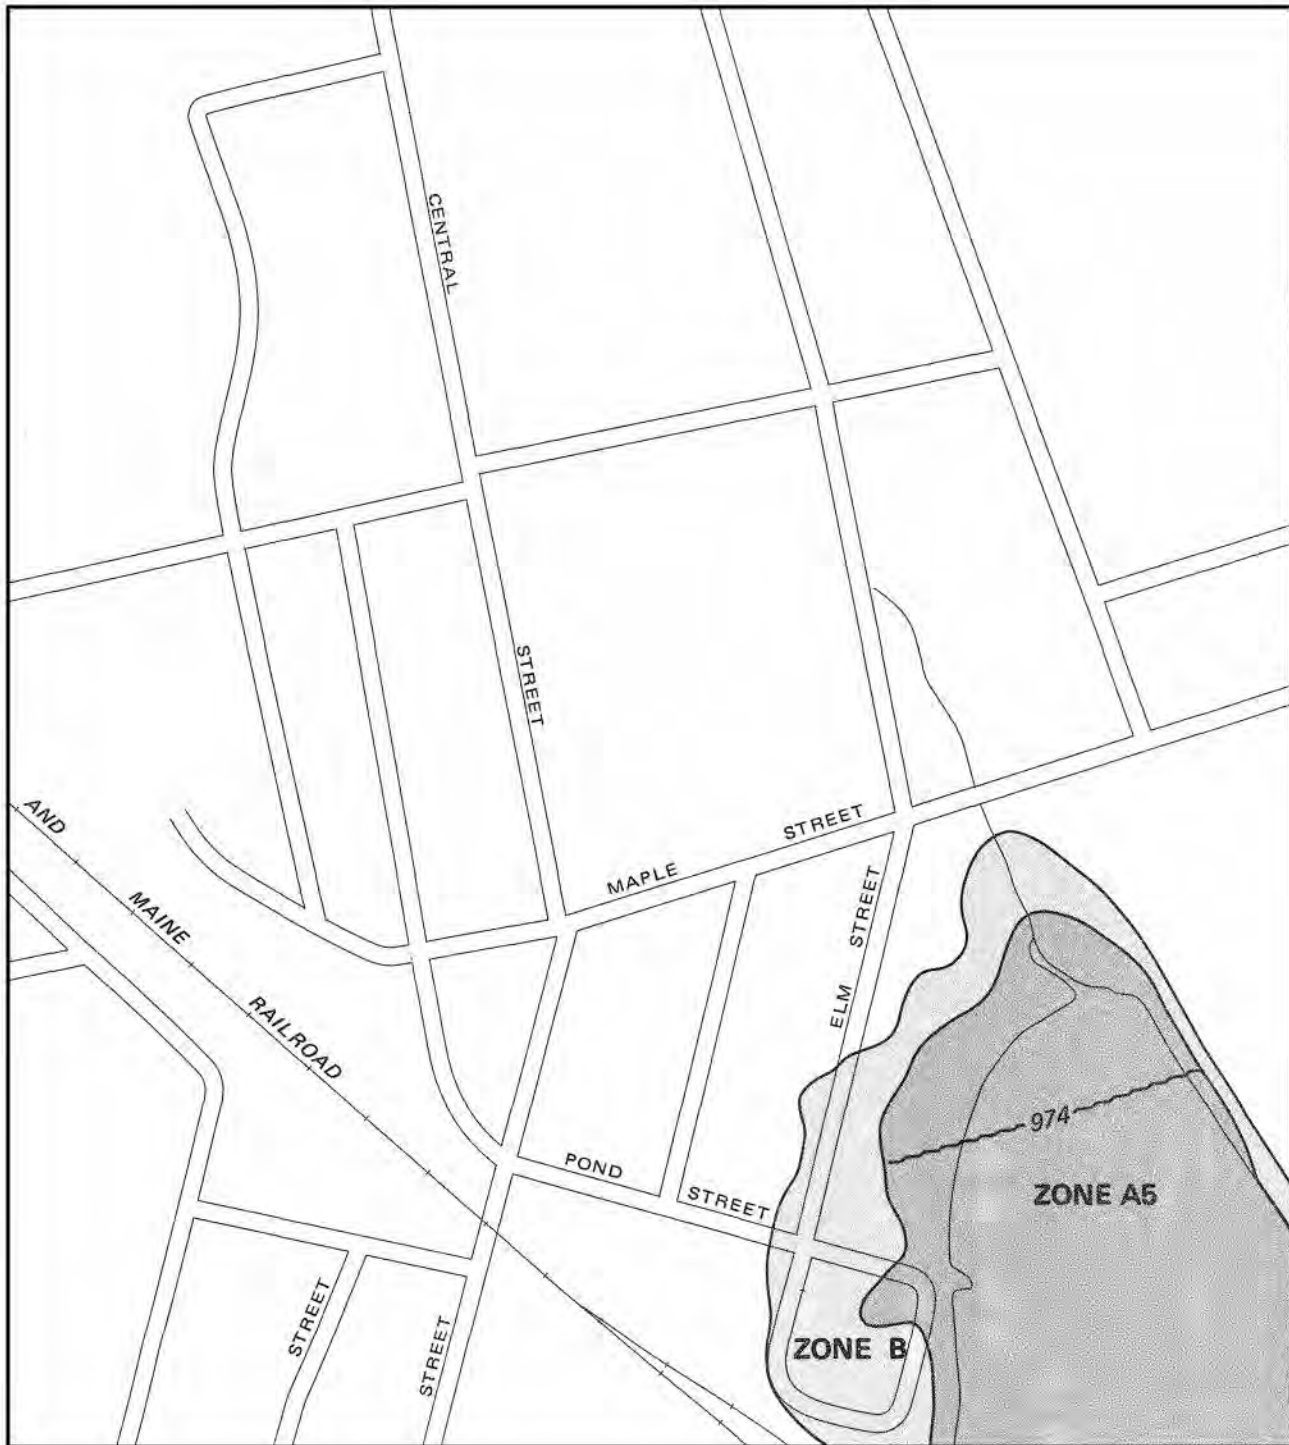 CENTRAL
STREET
AND
MAINE
RAILROAD
MAPLE
STREET
ELM
STREET
974
POND
STREET
ZONE A5
STREET
STREET
ZONE B